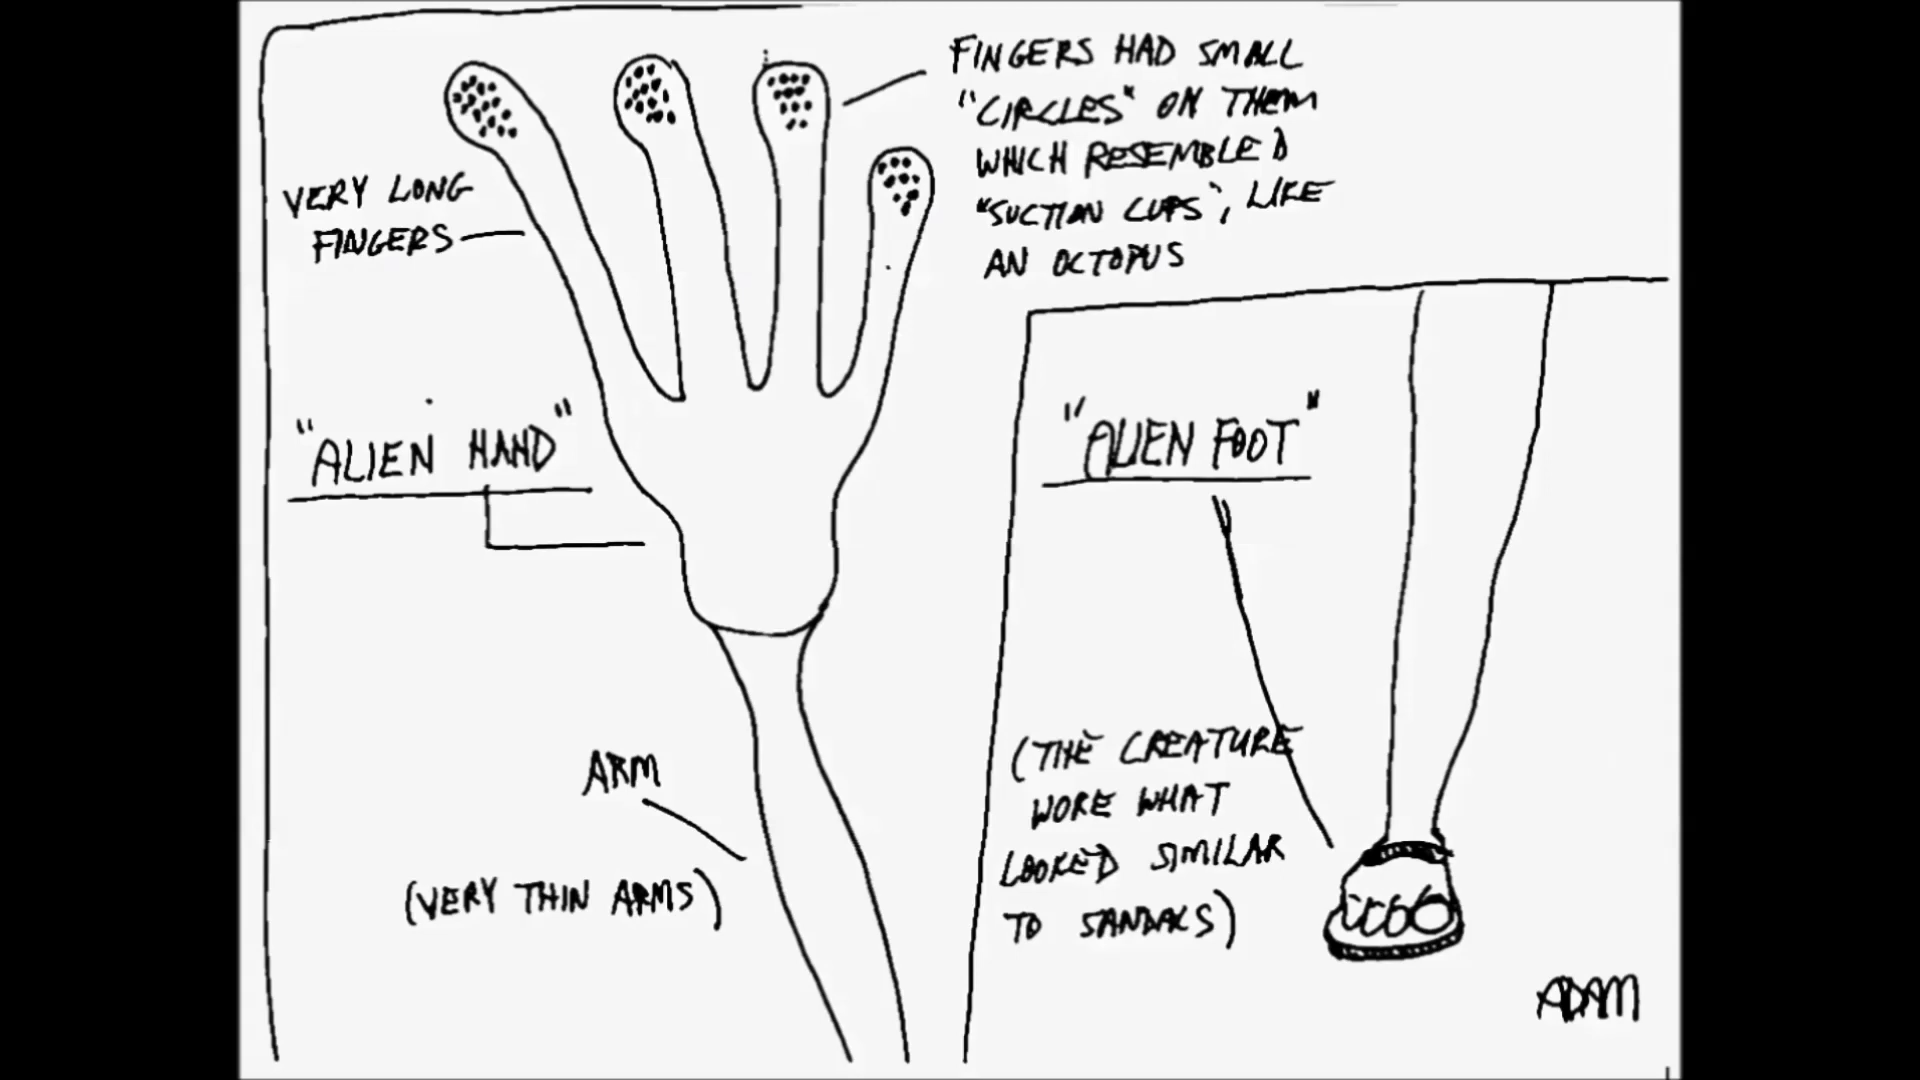 FINGERS HAD SMALL
"CIRCLES" ON THEM
WHICH RESEMBLED
"SUCTION CUPS", LIKE
AN OCTOPUS
VERY LONG
FINGERS
"ALIEN HAND"
ARM
(VERY THIN ARMS)
"ALIEN FOOT"
(THE CREATURE
WORE WHAT
LOOKED SIMILAR
TO SANDALS)
ADAM